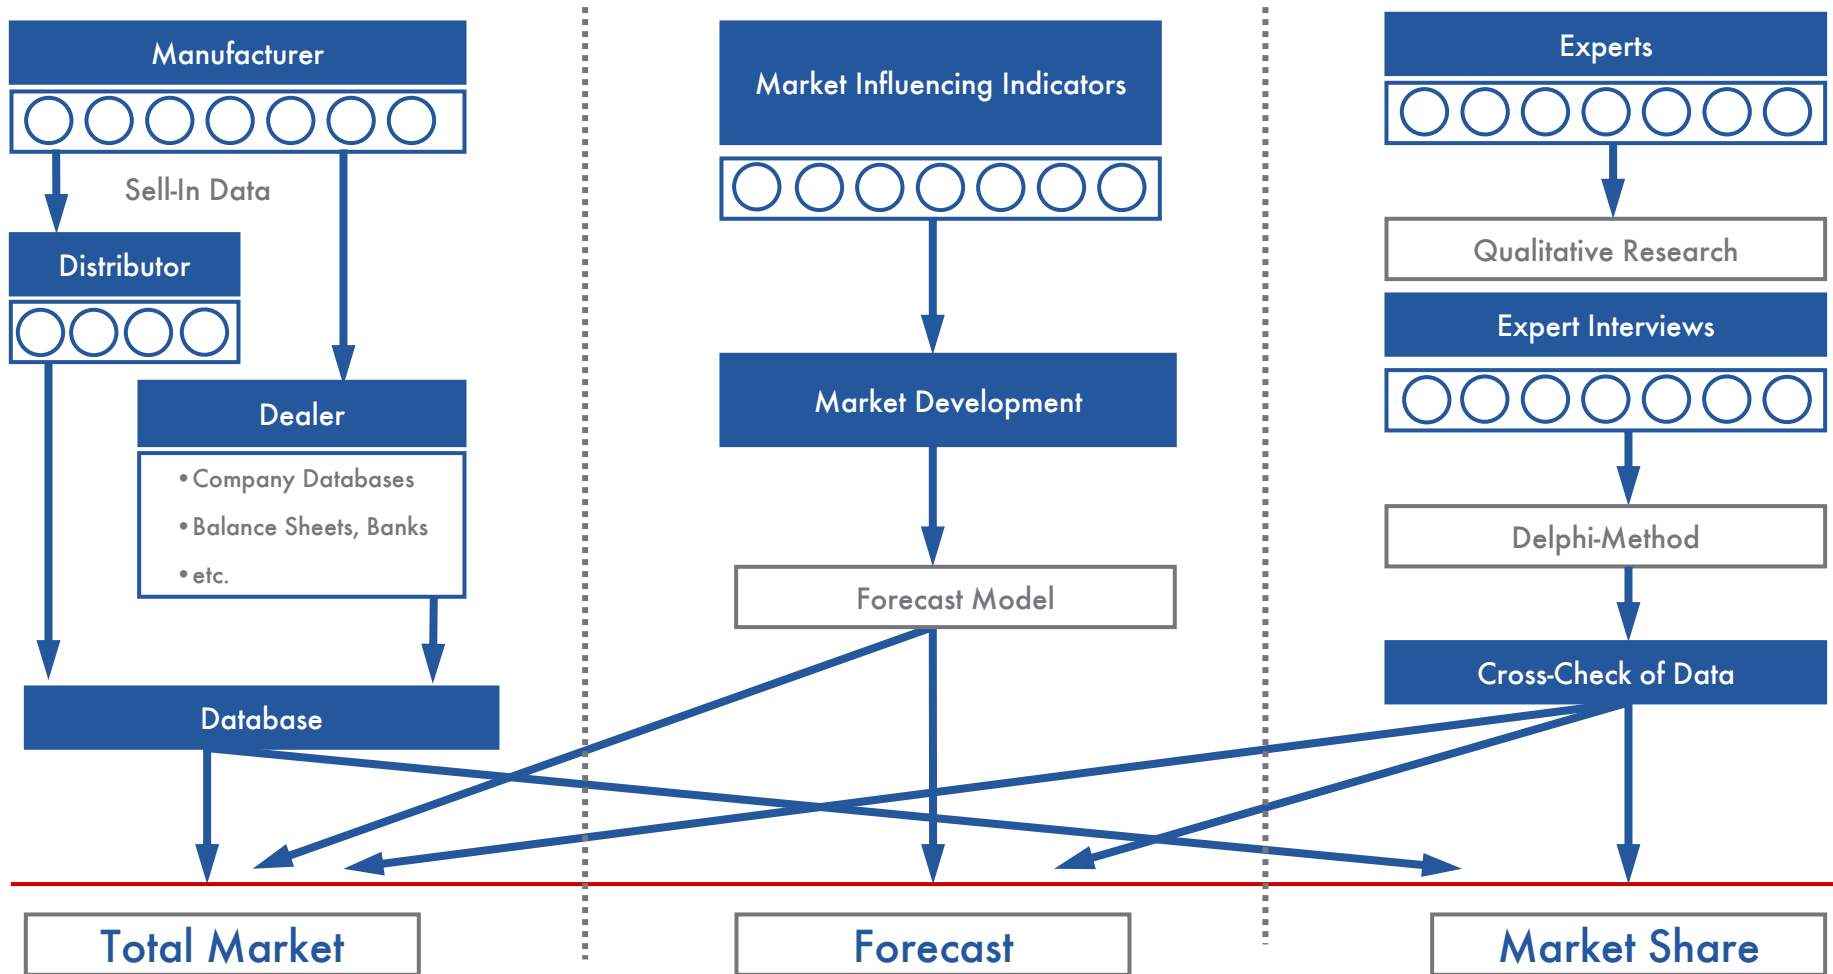 Manufacturer
Sell-In Data
Distributor
Dealer
•Company Databases
•Balance Sheets, Banks
•etc.
Database
Total Market
Market Influencing Indicators
Market Development
Forecast Model
Forecast
Experts
Qualitative Research
Expert Interviews
Delphi-Method
Cross-Check of Data
Market Share